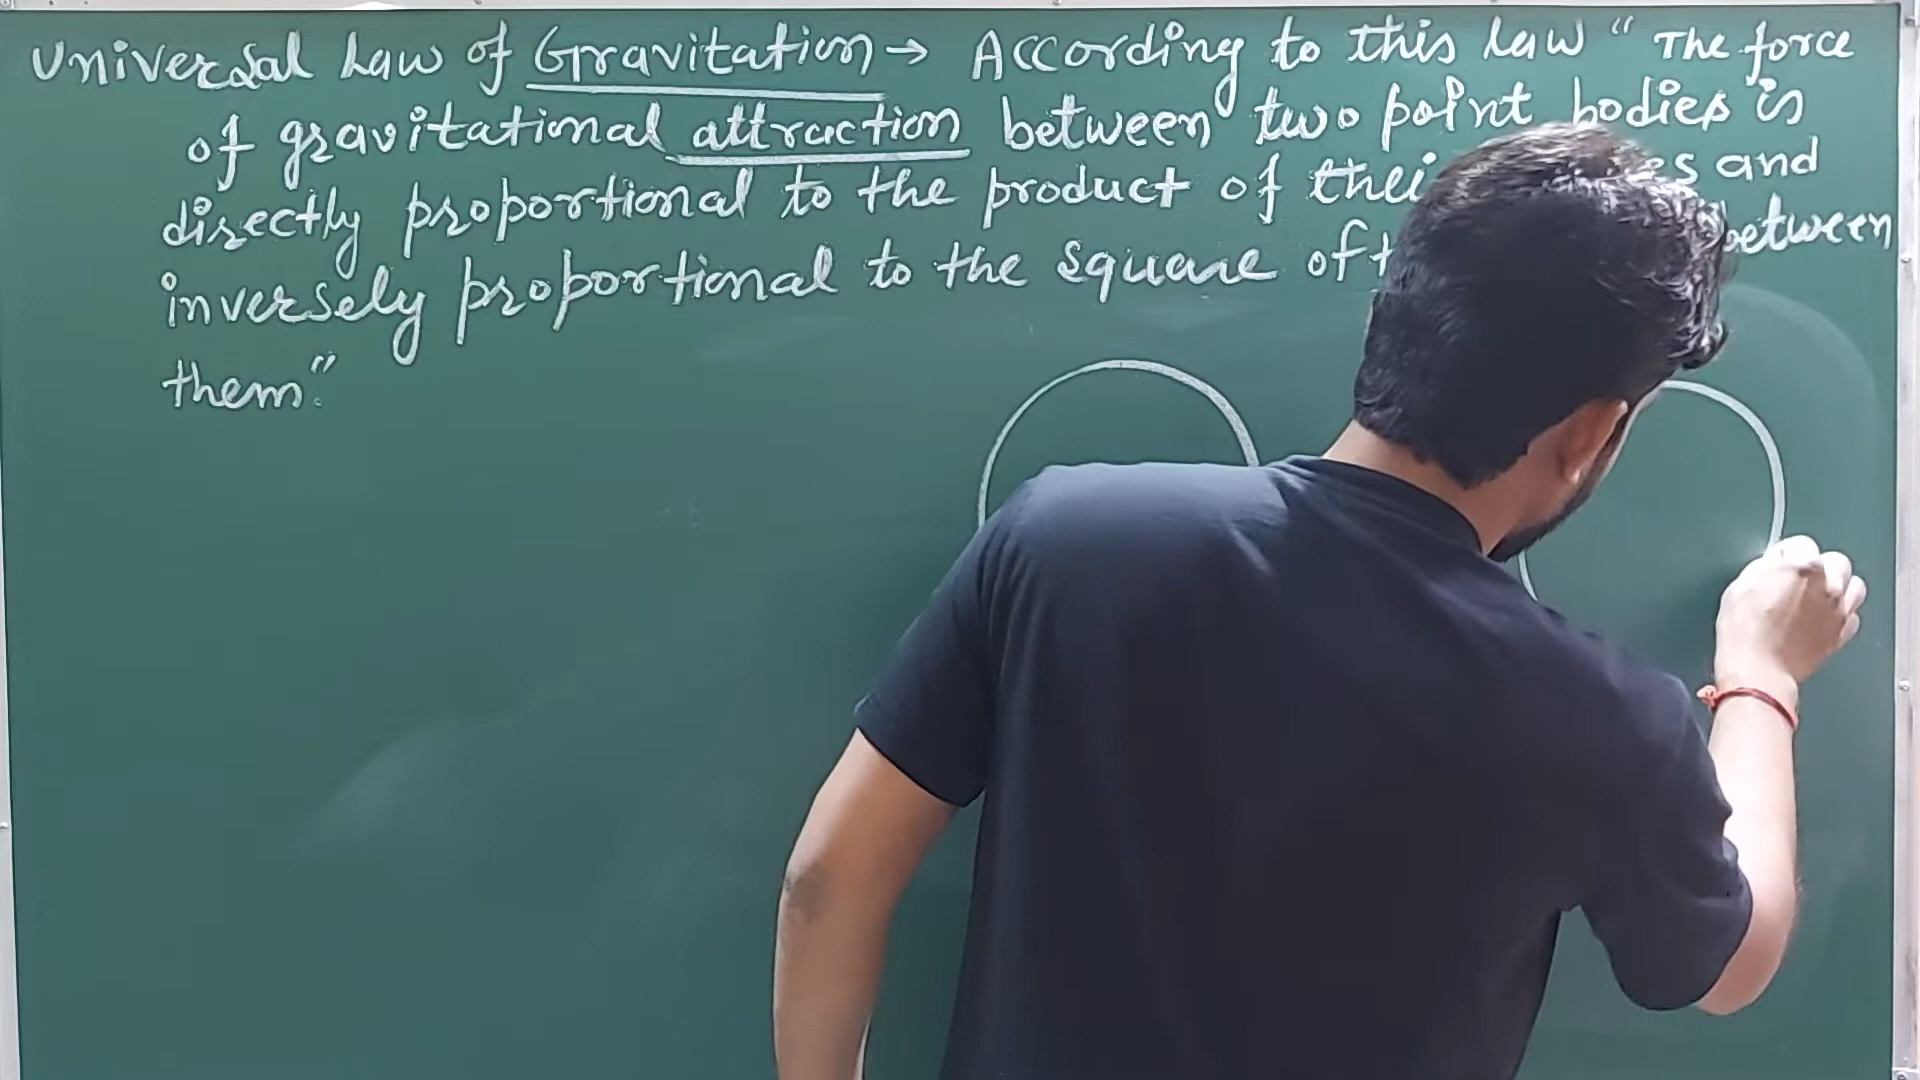 Universal Law of Gravitation → According to this law “ The force
of gravitational attraction between two point bodies is
directly proportional to the product of and
inversely proportional to the square of between
them”.